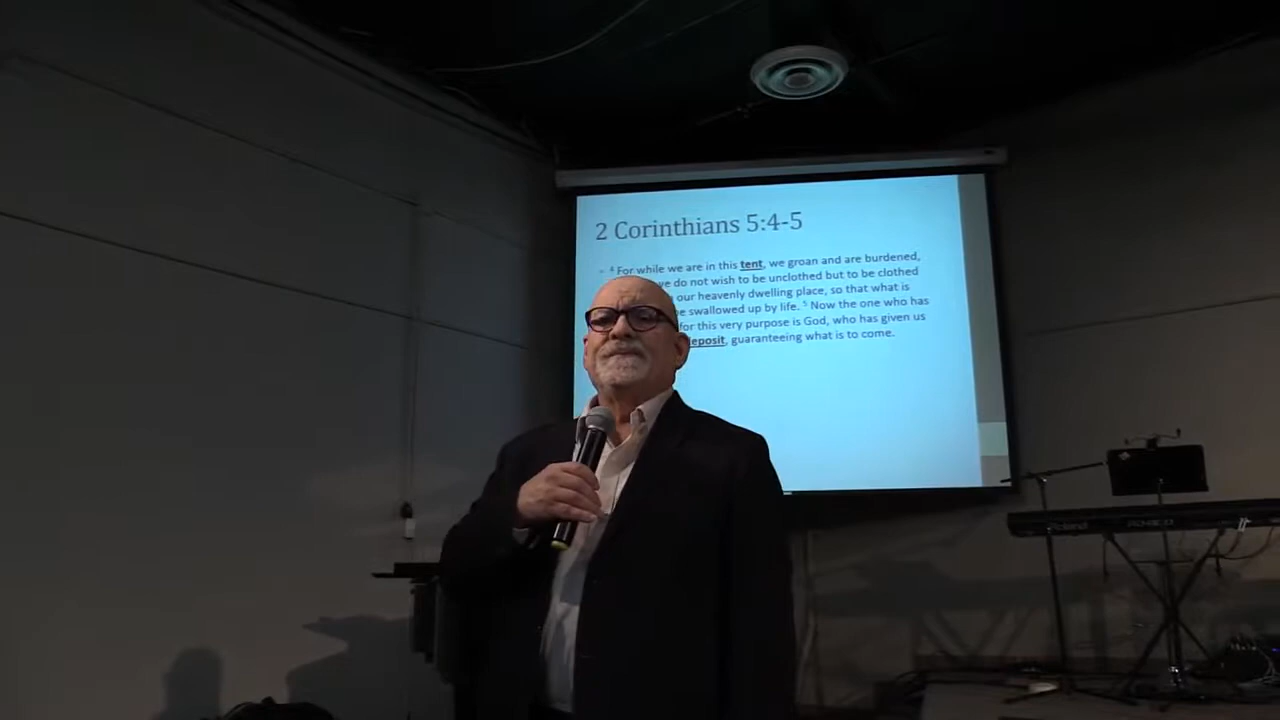 2 Corinthians 5:4-5
4 For while we are in this tent, we groan and are burdened,
we do not wish to be unclothed but to be clothed
our heavenly dwelling place, so that what is
be swallowed up by life. 5 Now the one who has
for this very purpose is God, who has given us
deposit, guaranteeing what is to come.
Roland